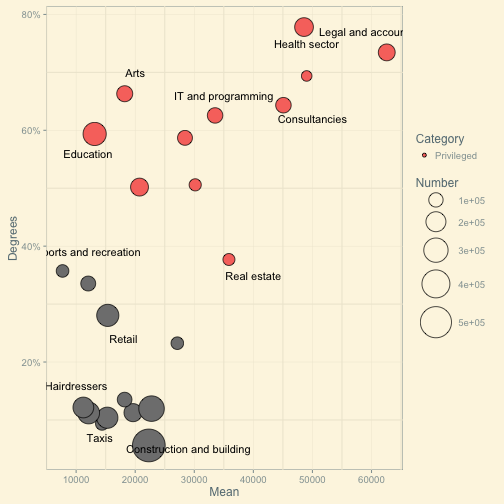 80%
60%
40%
20%
Degrees
Legal and accour
Health sector
Arts
IT and programming
Consultancies
Education
ports and recreation
Real estate
Retail
Hairdressers
Taxis
Construction and building
10000 20000 30000 40000 50000 60000
Mean
Category
Privileged
Number
1e+05
2e+05
3e+05
4e+05
5e+05